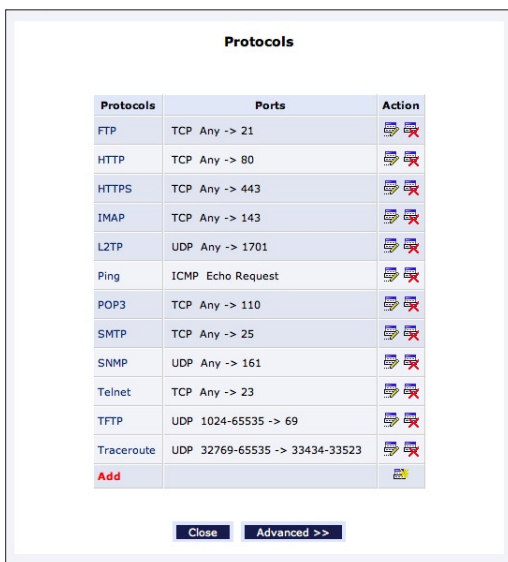 Protocols
Protocols Ports Action
FTP TCP Any -> 21
HTTP TCP Any -> 80
HTTPS TCP Any -> 443
IMAP TCP Any -> 143
L2TP UDP Any -> 1701
Ping ICMP Echo Request
POP3 TCP Any -> 110
SMTP TCP Any -> 25
SNMP UDP Any -> 161
Telnet TCP Any -> 23
TFTP UDP 1024-65535 -> 69
Traceroute UDP 32769-65535 -> 33434-33523
Add
Close Advanced >>